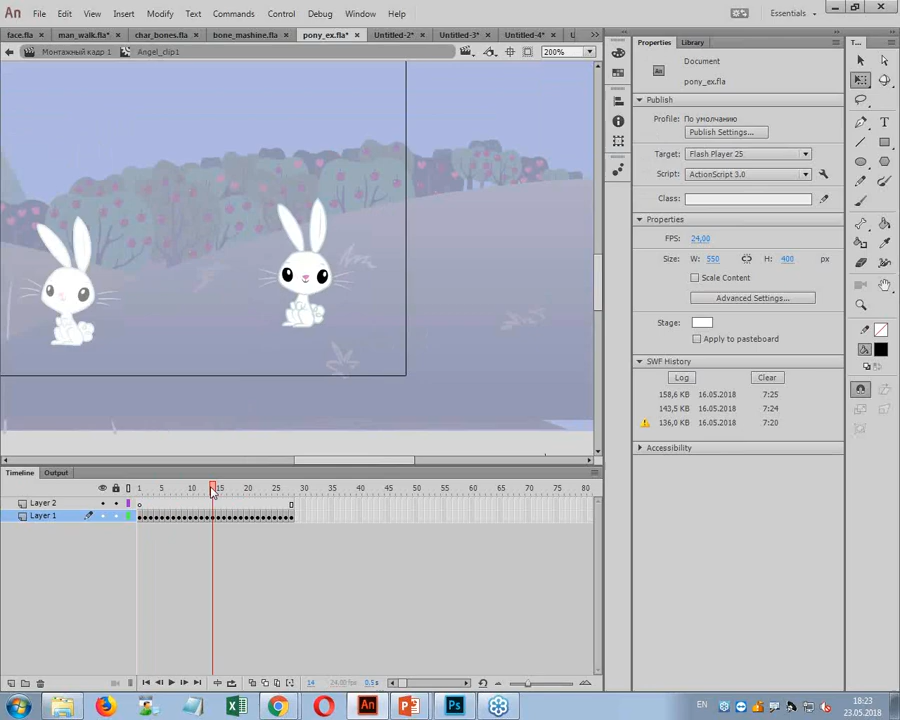 An File Edit View Insert Modify Text Commands Control Debug Window Help Essentials
face.fla × man_walk.fla* × char_bones.fla × bone_mashine.fla × pony_ex.fla* × Untitled-2* × Untitled-3* × Untitled-4* ×
Монтажный кадр 1 Angel_clip1 200%
Properties Library
An Document
pony_ex.fla
Publish
Profile: По умолчанию
Publish Settings...
Target: Flash Player 25
Script: ActionScript 3.0
Class:
Properties
FPS: 24,00
Size: W: 550 H: 400 px
Scale Content
Advanced Settings...
Stage:
Apply to pasteboard
SWF History
Log Clear
158,6 KB 16.05.2018 7:25
143,5 KB 16.05.2018 7:24
136,0 KB 16.05.2018 7:20
Accessibility
Timeline Output
1 5 10 15 20 25 30 35 40 45 50 55 60 65 70 75 80
Layer 2
Layer 1
14 24.00 fps 0.5s
EN 18:23
23.05.2018